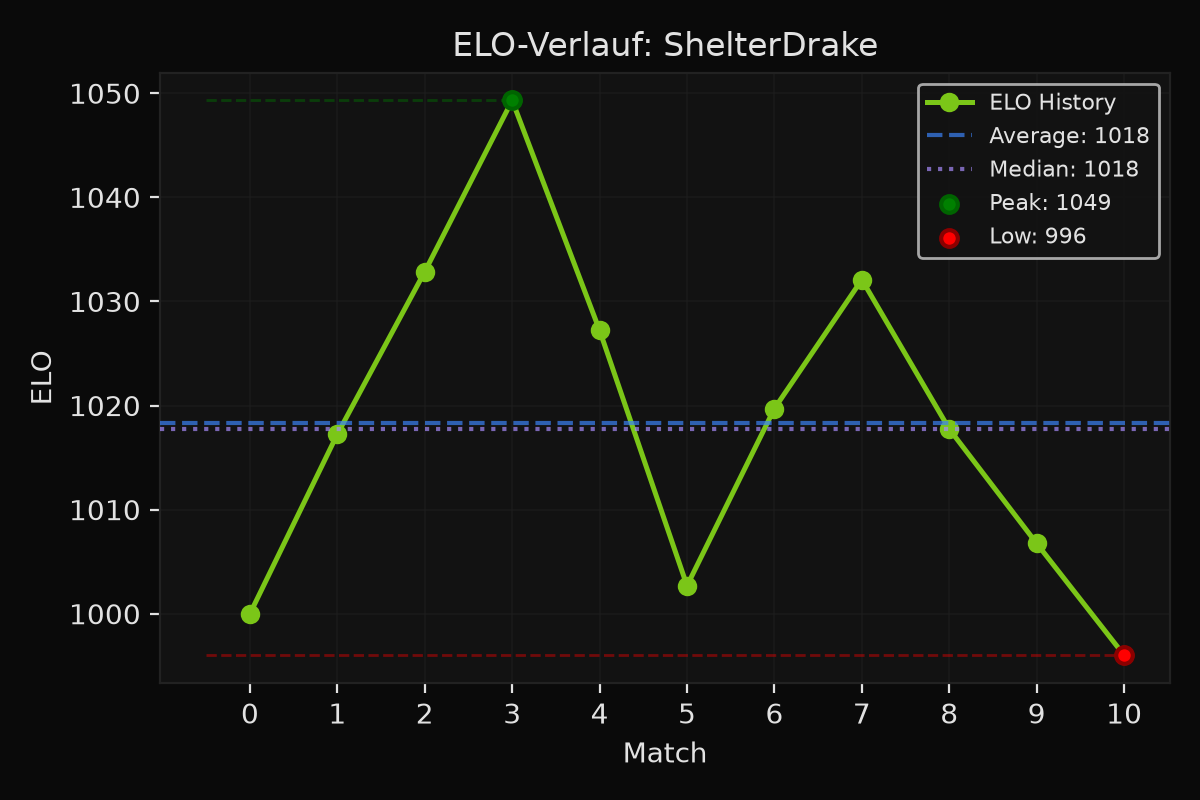 ELO-Verlauf: ShelterDrake
ELO History
Average: 1018
Median: 1018
Peak: 1049
Low: 996
ELO
1050
1040
1030
1020
1010
1000
0 1 2 3 4 5 6 7 8 9 10
Match